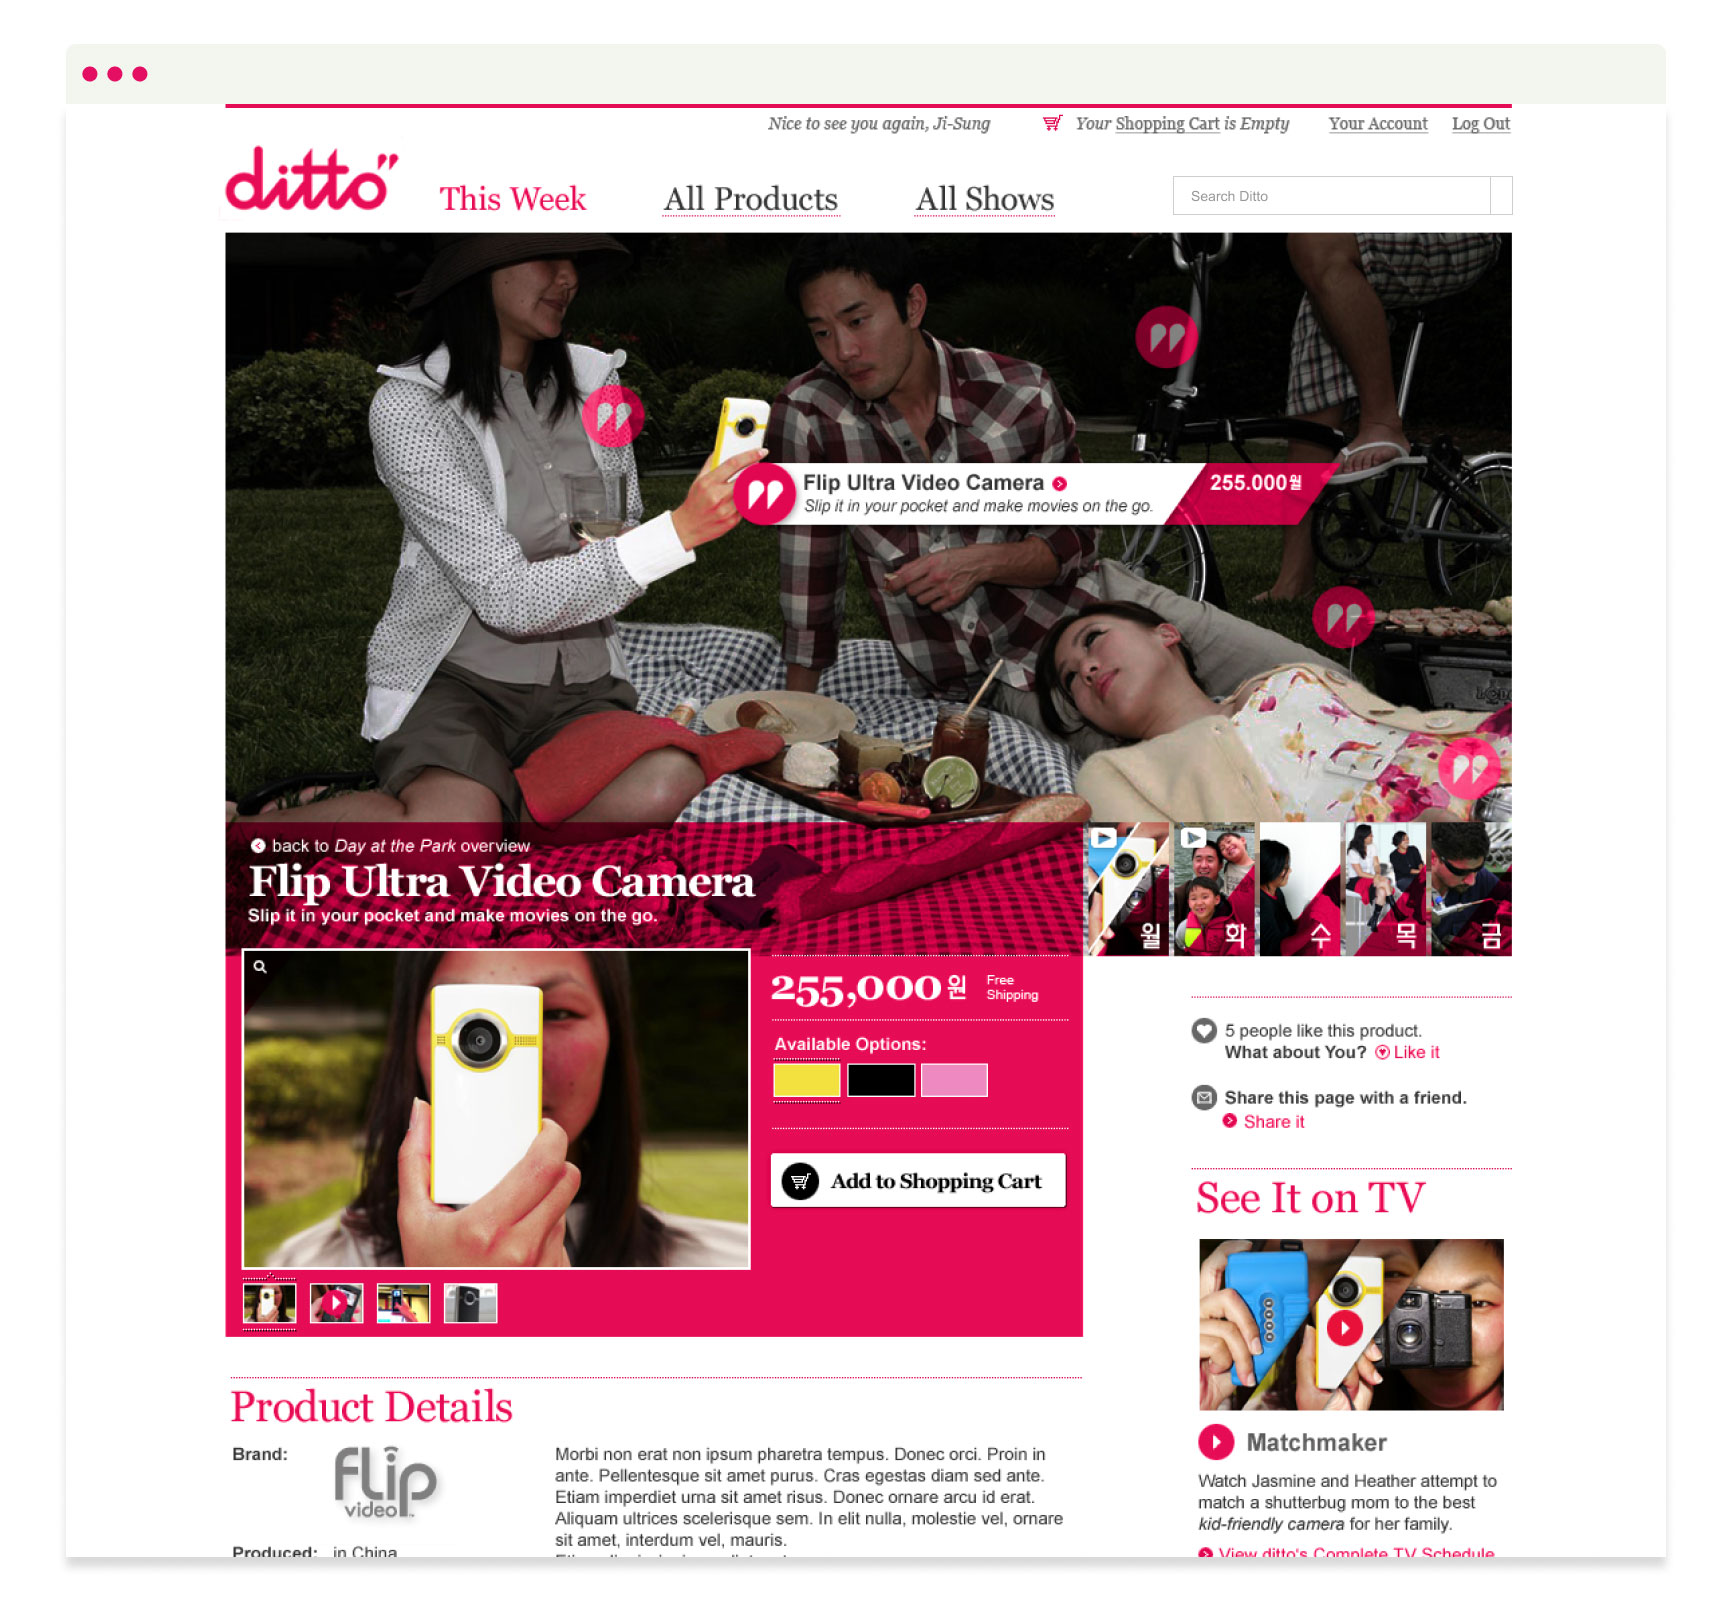 Nice to see you again, Ji-Sung
Your Shopping Cart is Empty
Your Account
Log Out
ditto"
This Week
All Products
All Shows
Search Ditto
Flip Ultra Video Camera
255.000월
Slip it in your pocket and make movies on the go.
back to Day at the Park overview
Flip Ultra Video Camera
Slip it in your pocket and make movies on the go.
월
화
수
목
금
255,000원
Free
Shipping
Available Options:
Add to Shopping Cart
5 people like this product.
What about You? Like it
Share this page with a friend.
Share it
See It on TV
Matchmaker
Watch Jasmine and Heather attempt to
match a shutterbug mom to the best
kid-friendly camera for her family.
View ditto's Complete TV Schedule
Product Details
Brand:
Flip
video™
Morbi non erat non ipsum pharetra tempus. Donec orci. Proin in
ante. Pellentesque sit amet purus. Cras egestas diam sed ante.
Etiam imperdiet urna sit amet risus. Donec ornare arcu id erat.
Aliquam ultrices scelerisque sem. In elit nulla, molestie vel, ornare
sit amet, interdum vel, mauris.
Produced: in China